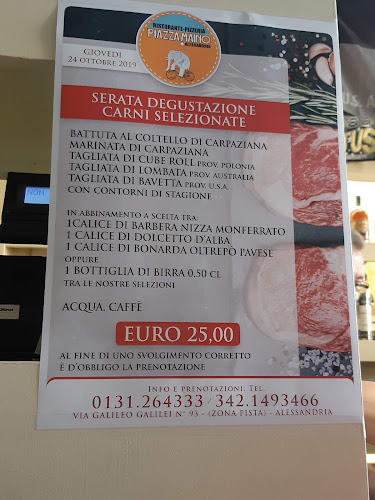 RISTORANTE-PIZZERIA
PIAZZA MAINO
ALESSANDRIA
GIOVEDÌ
24 OTTOBRE 2019
SERATA DEGUSTAZIONE
CARNI SELEZIONATE
BATTUTA AL COLTELLO DI CARPAZIANA
MARINATA DI CARPAZIANA
TAGLIATA DI CUBE ROLL PROV. POLONIA
TAGLIATA DI LOMBATA PROV. AUSTRALIA
TAGLIATA DI BAVETTA PROV. U.S.A.
CON CONTORNI DI STAGIONE
IN ABBINAMENTO A SCELTA TRA:
1CALICE DI BARBERA NIZZA MONFERRATO
1 CALICE DI DOLCETTO D'ALBA
1 CALICE DI BONARDA OLTREPÒ PAVESE
OPPURE
1 BOTTIGLIA DI BIRRA 0,50 CL
TRA LE NOSTRE SELEZIONI
ACQUA, CAFFÈ
EURO 25,00
AL FINE DI UNO SVOLGIMENTO CORRETTO
È D'OBBLIGO LA PRENOTAZIONE
INFO E PRENOTAZIONI. TEL.
0131.264333 / 342.1493466
VIA GALILEO GALILEI N° 93 - (ZONA PISTA) - ALESSANDRIA
NON